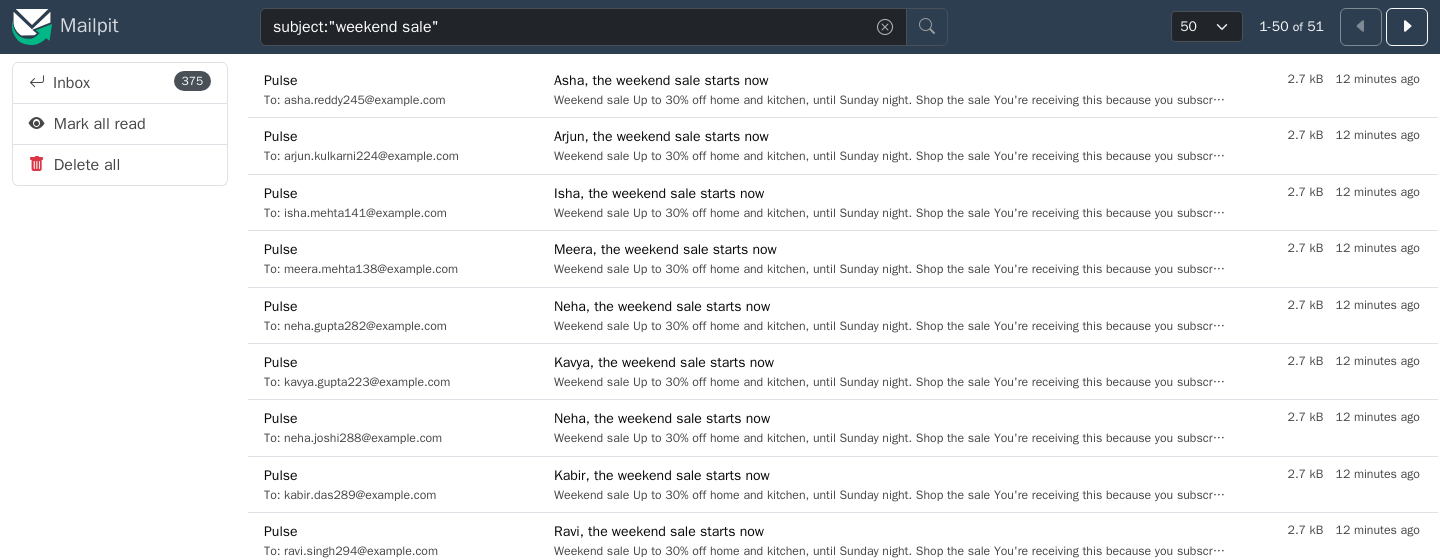 Mailpit
subject:"weekend sale"
50
1-50 of 51
Inbox 375
Mark all read
Delete all
Pulse Asha, the weekend sale starts now 2.7 kB 12 minutes ago
To: asha.reddy245@example.com Weekend sale Up to 30% off home and kitchen, until Sunday night. Shop the sale You're receiving this because you subscr…
Pulse Arjun, the weekend sale starts now 2.7 kB 12 minutes ago
To: arjun.kulkarni224@example.com Weekend sale Up to 30% off home and kitchen, until Sunday night. Shop the sale You're receiving this because you subscr…
Pulse Isha, the weekend sale starts now 2.7 kB 12 minutes ago
To: isha.mehta141@example.com Weekend sale Up to 30% off home and kitchen, until Sunday night. Shop the sale You're receiving this because you subscr…
Pulse Meera, the weekend sale starts now 2.7 kB 12 minutes ago
To: meera.mehta138@example.com Weekend sale Up to 30% off home and kitchen, until Sunday night. Shop the sale You're receiving this because you subscr…
Pulse Neha, the weekend sale starts now 2.7 kB 12 minutes ago
To: neha.gupta282@example.com Weekend sale Up to 30% off home and kitchen, until Sunday night. Shop the sale You're receiving this because you subscr…
Pulse Kavya, the weekend sale starts now 2.7 kB 12 minutes ago
To: kavya.gupta223@example.com Weekend sale Up to 30% off home and kitchen, until Sunday night. Shop the sale You're receiving this because you subscr…
Pulse Neha, the weekend sale starts now 2.7 kB 12 minutes ago
To: neha.joshi288@example.com Weekend sale Up to 30% off home and kitchen, until Sunday night. Shop the sale You're receiving this because you subscr…
Pulse Kabir, the weekend sale starts now 2.7 kB 12 minutes ago
To: kabir.das289@example.com Weekend sale Up to 30% off home and kitchen, until Sunday night. Shop the sale You're receiving this because you subscr…
Pulse Ravi, the weekend sale starts now 2.7 kB 12 minutes ago
To: ravi.singh294@example.com Weekend sale Up to 30% off home and kitchen, until Sunday night. Shop the sale You're receiving this because you subscr…